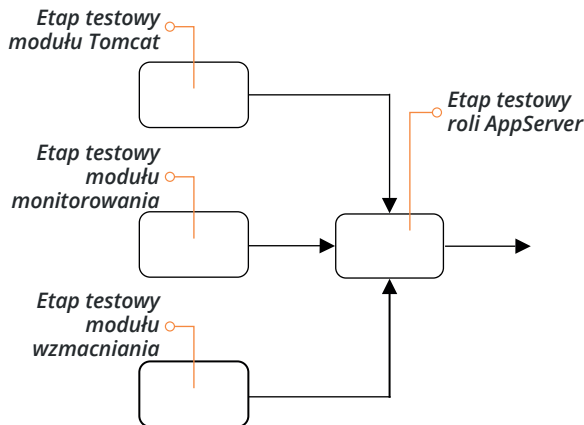 Etap testowy
modułu Tomcat
Etap testowy
roli AppServer
Etap testowy
modułu
monitorowania
Etap testowy
modułu
wzmacniania